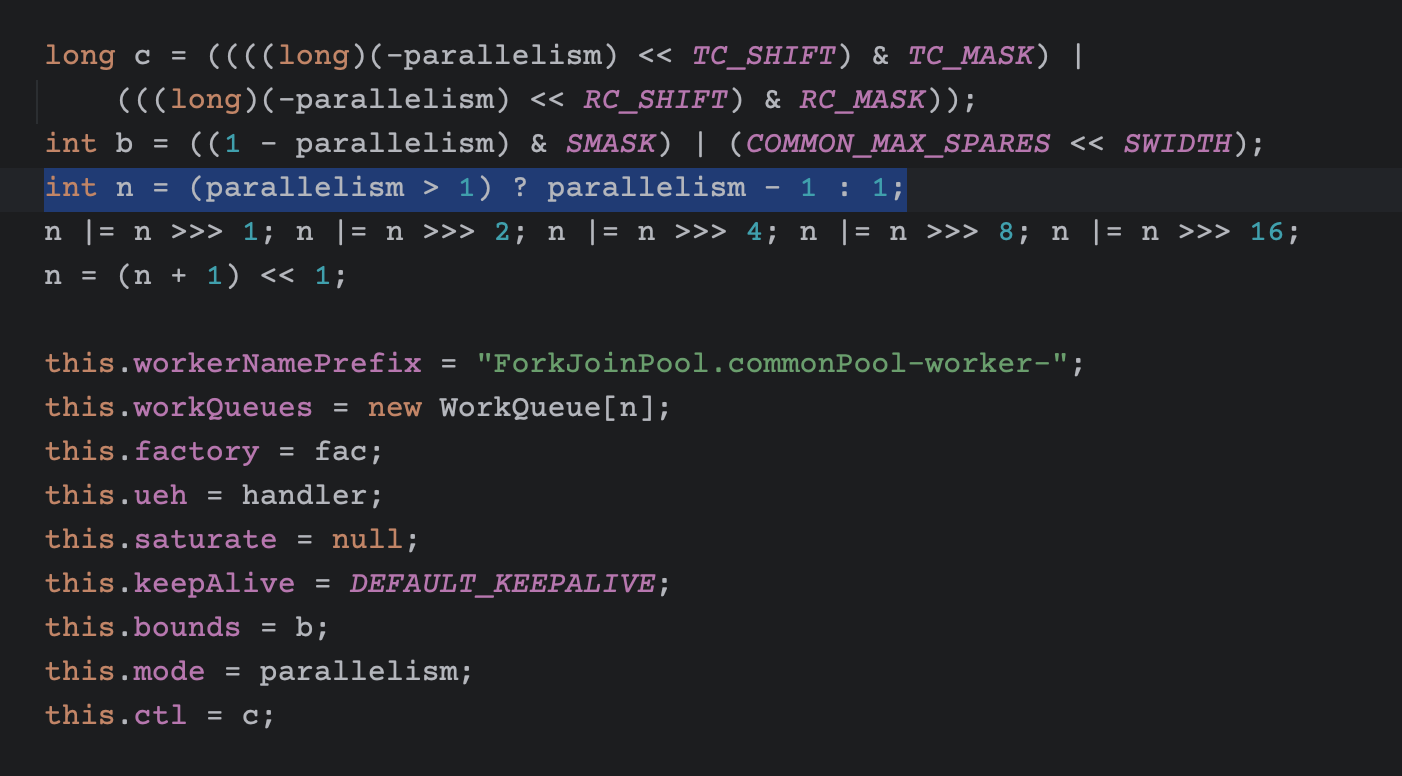 long c = ((((long)(-parallelism) << TC_SHIFT) & TC_MASK) |
(((long)(-parallelism) << RC_SHIFT) & RC_MASK));
int b = ((1 - parallelism) & SMASK) | (COMMON_MAX_SPARES << SWIDTH);
int n = (parallelism > 1) ? parallelism - 1 : 1;
n |= n >>> 1; n |= n >>> 2; n |= n >>> 4; n |= n >>> 8; n |= n >>> 16;
n = (n + 1) << 1;
this.workerNamePrefix = "ForkJoinPool.commonPool-worker-";
this.workQueues = new WorkQueue[n];
this.factory = fac;
this.ueh = handler;
this.saturate = null;
this.keepAlive = DEFAULT_KEEPALIVE;
this.bounds = b;
this.mode = parallelism;
this.ctl = c;